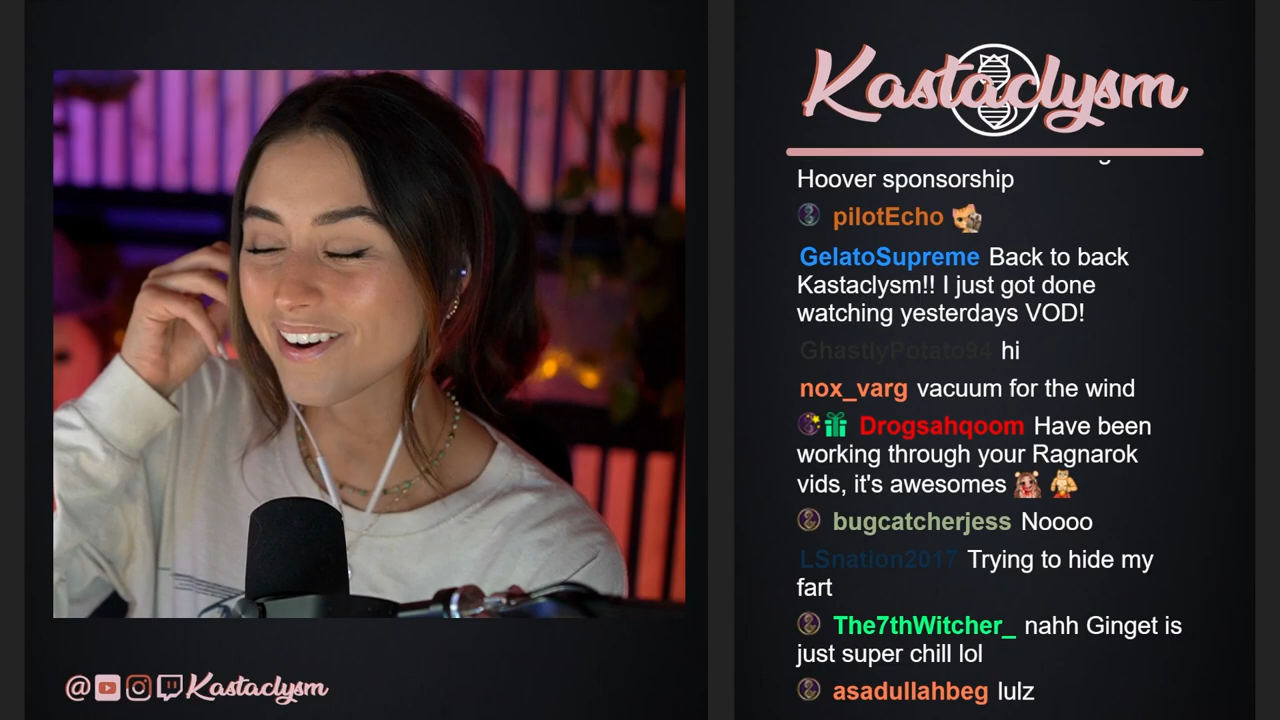 Kastaclysm
Hoover sponsorship
pilotEcho
GelatoSupreme Back to back
Kastaclysm!! I just got done
watching yesterdays VOD!
GhastlyPotato94 hi
nox_varg vacuum for the wind
Drogsahqoom Have been
working through your Ragnarok
vids, it's awesomes
bugcatcherjess Noooo
LSnation2017 Trying to hide my
fart
The7thWitcher_ nahh Ginget is
just super chill lol
asadullahbeg lulz
@ Kastaclysm